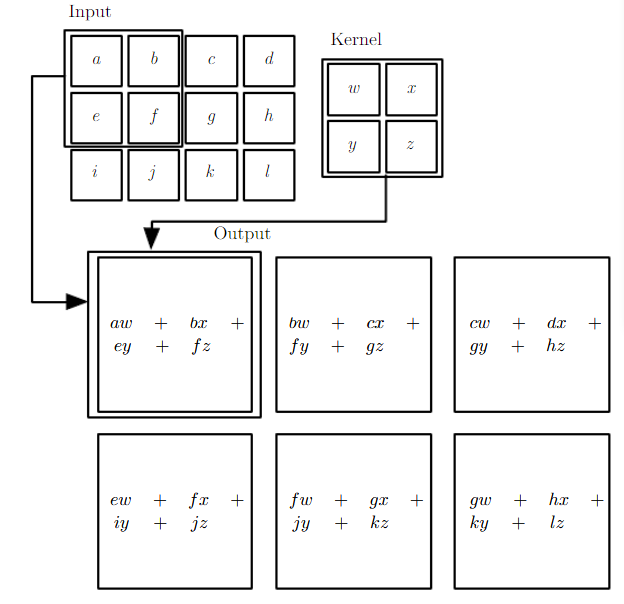 Input
Kernel
a b c d
w x
e f g h
y z
i j k l
Output
aw + bx +
ey + fz
bw + cx +
fy + gz
cw + dx +
gy + hz
ew + fx +
iy + jz
fw + gx +
jy + kz
gw + hx +
ky + lz